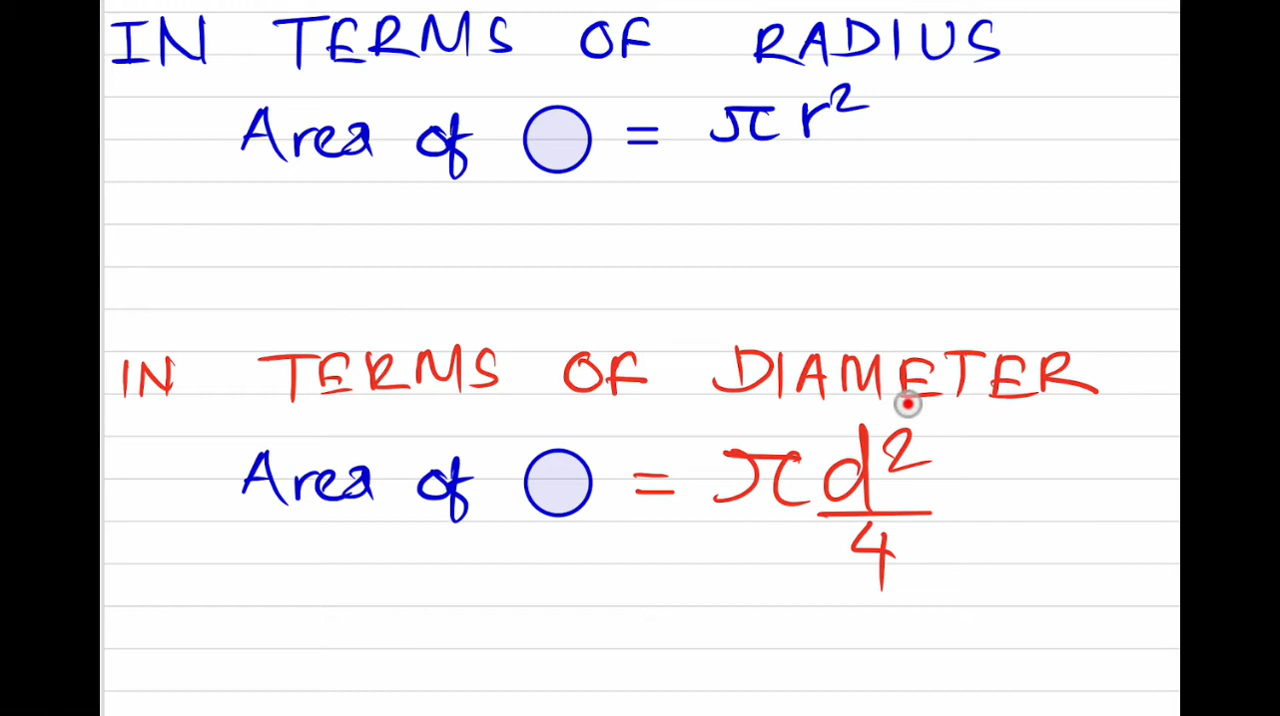 IN TERMS OF RADIUS
Area of = πr²
IN TERMS OF DIAMETER
Area of = πd²/4